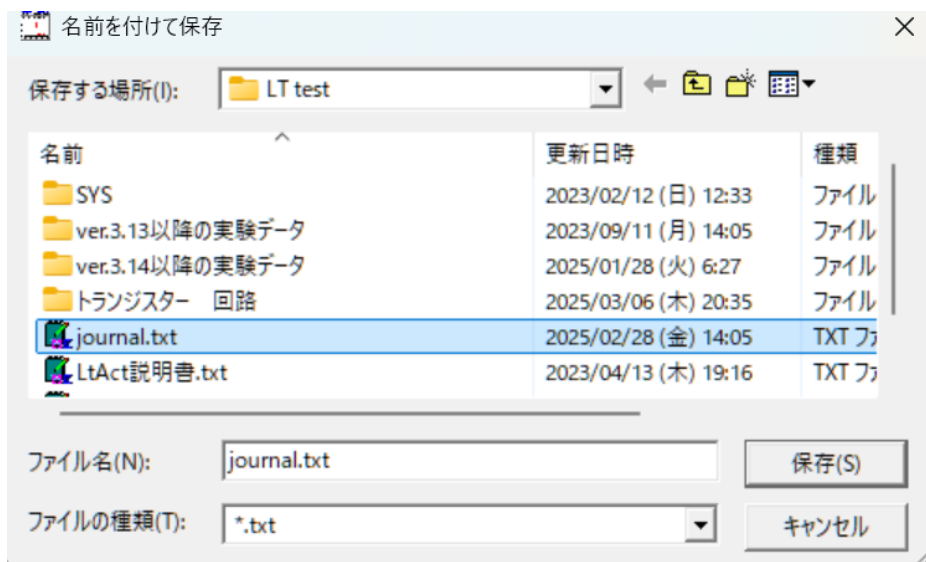 名前を付けて保存
保存する場所(I): LT test
名前 更新日時 種類
SYS 2023/02/12 (日) 12:33 ファイル
ver.3.13以降の実験データ 2023/09/11 (月) 14:05 ファイル
ver.3.14以降の実験データ 2025/01/28 (火) 6:27 ファイル
トランジスター　回路 2025/03/06 (木) 20:35 ファイル
journal.txt 2025/02/28 (金) 14:05 TXT ファ
LtAct説明書.txt 2023/04/13 (木) 19:16 TXT ファ
ファイル名(N): journal.txt 保存(S)
ファイルの種類(T): *.txt キャンセル